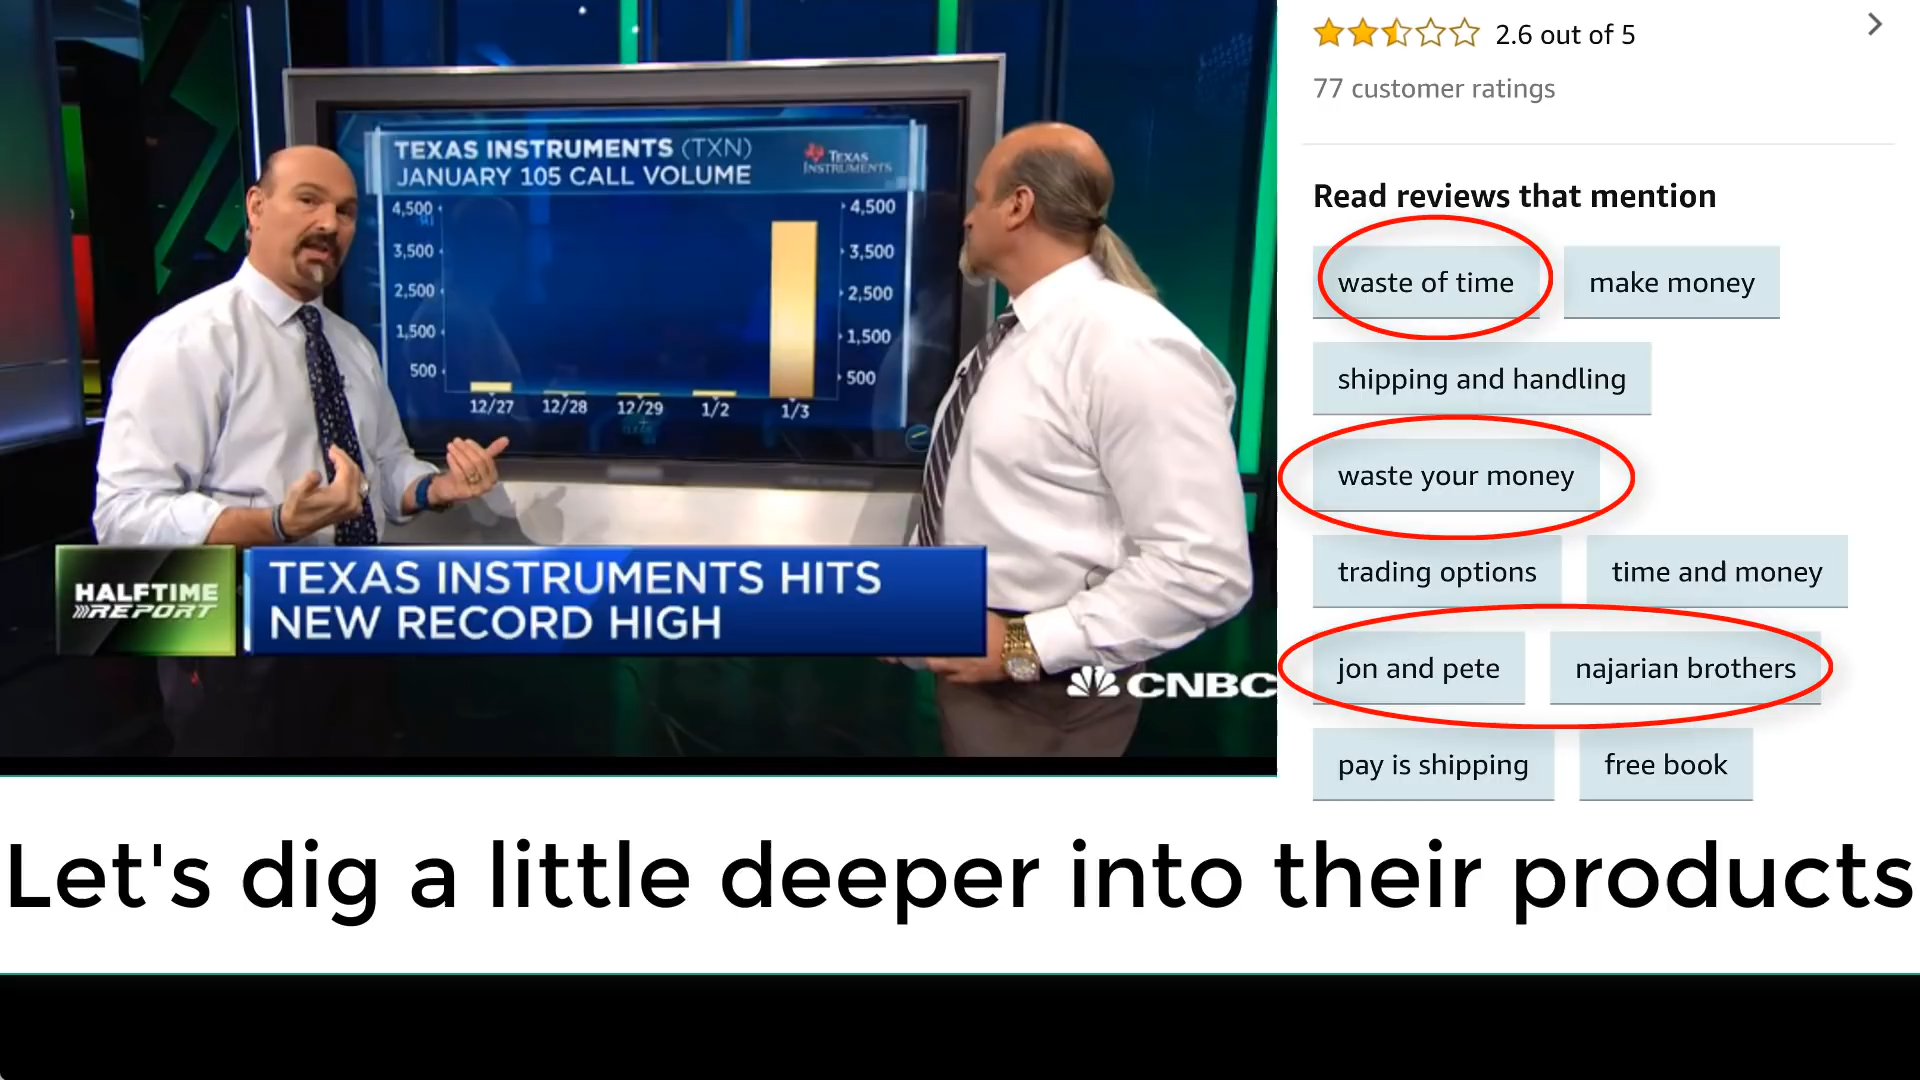 TEXAS INSTRUMENTS (TXN)
JANUARY 105 CALL VOLUME
TEXAS
INSTRUMENTS
4,500
3,500
2,500
1,500
500
4,500
3,500
2,500
1,500
500
12/27
12/28
12/29
1/2
1/3
HALFTIME
REPORT
TEXAS INSTRUMENTS HITS
NEW RECORD HIGH
CNBC
2.6 out of 5
77 customer ratings
Read reviews that mention
waste of time
make money
shipping and handling
waste your money
trading options
time and money
jon and pete
najarian brothers
pay is shipping
free book
Let's dig a little deeper into their products